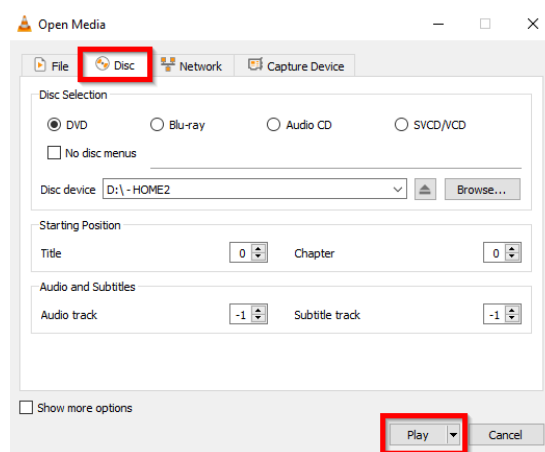 Open Media
File Disc Network Capture Device
Disc Selection
DVD Blu-ray Audio CD SVCD/VCD
No disc menus
Disc device D:\ - HOME2 Browse...
Starting Position
Title 0 Chapter 0
Audio and Subtitles
Audio track -1 Subtitle track -1
Show more options
Play Cancel